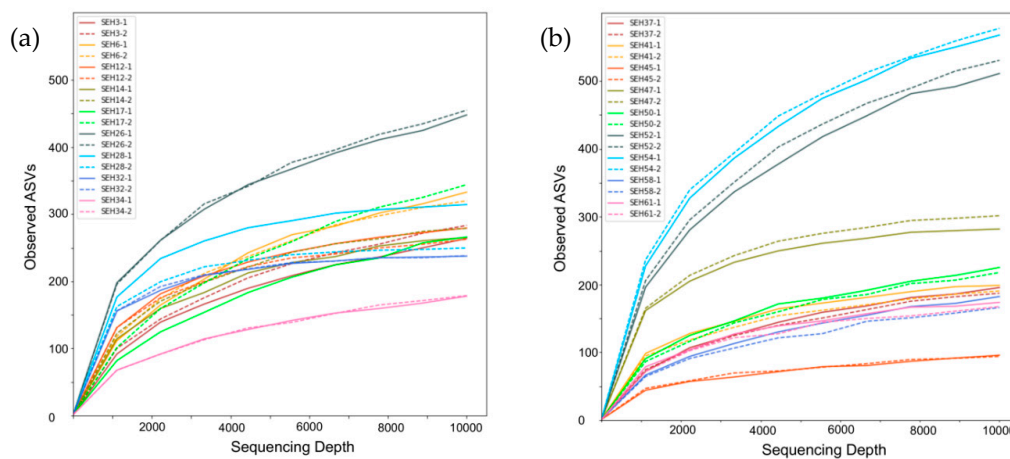 (a)
SEH3-1
SEH3-2
SEH6-1
SEH6-2
SEH12-1
SEH12-2
SEH14-1
SEH14-2
SEH17-1
SEH17-2
SEH26-1
SEH26-2
SEH28-1
SEH28-2
SEH32-1
SEH32-2
SEH34-1
SEH34-2
500
400
300
200
100
0
Observed ASVs
2000 4000 6000 8000 10000
Sequencing Depth
(b)
SEH37-1
SEH37-2
SEH41-1
SEH41-2
SEH45-1
SEH45-2
SEH47-1
SEH47-2
SEH50-1
SEH50-2
SEH52-1
SEH52-2
SEH54-1
SEH54-2
SEH58-1
SEH58-2
SEH61-1
SEH61-2
500
400
300
200
100
0
Observed ASVs
2000 4000 6000 8000 10000
Sequencing Depth